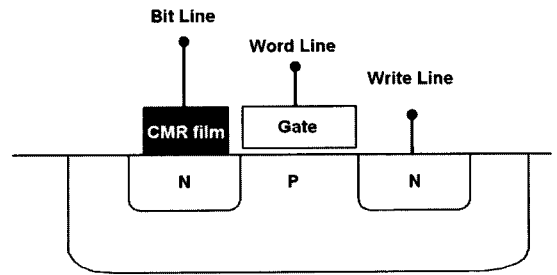 Bit Line
Word Line
Write Line
CMR film
Gate
N
P
N